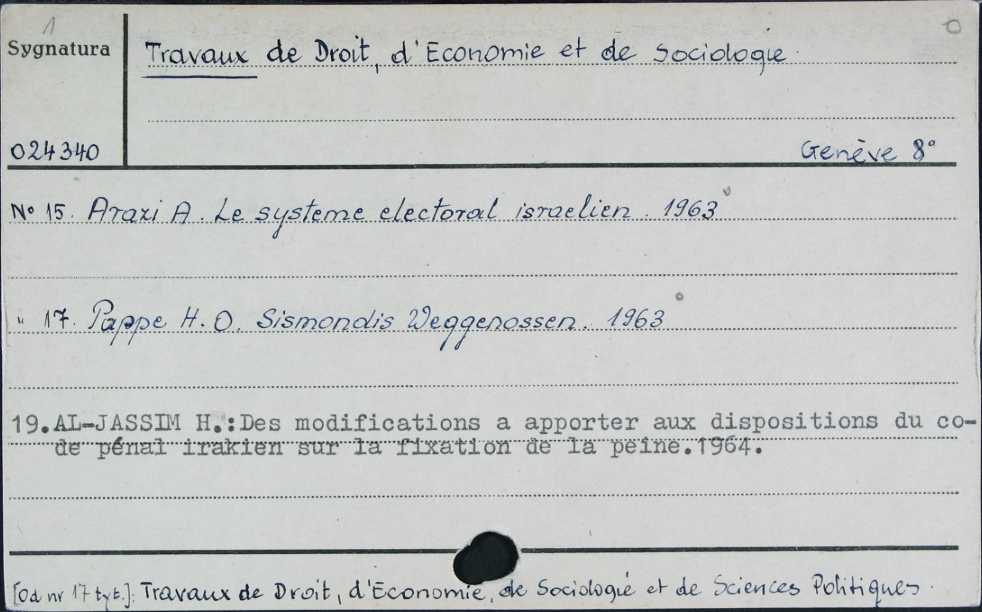 1
Sygnatura
Travaux de Droit, d'Economie et de Sociologie.
024340
Genève 8°
Nº 15. Araxi A. Le systeme electoral israelien. 1963
" 17. Pappe H. O. Sismondis Weggenossen. 1963
19. AL-JASSIM H.: Des modifications a apporter aux dispositions du co-
de pénal irakien sur la fixation de la peine. 1964.
[Od nr 17 tyt.]: Travaux de Droit, d'Economie, de Sociologie et de Sciences Politiques.